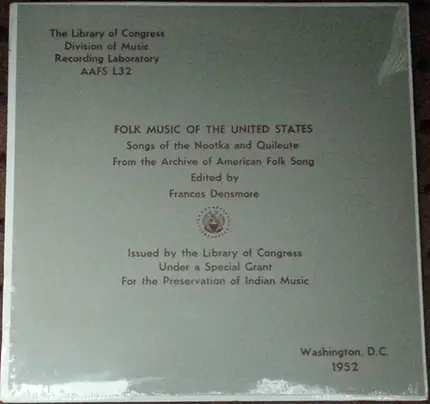 The Library of Congress
Division of Music
Recording Laboratory
AAFS L32
FOLK MUSIC OF THE UNITED STATES
Songs of the Nootka and Quileute
From the Archive of American Folk Song
Edited by
Frances Densmore
Issued by the Library of Congress
Under a Special Grant
For the Preservation of Indian Music
Washington, D.C.
1952